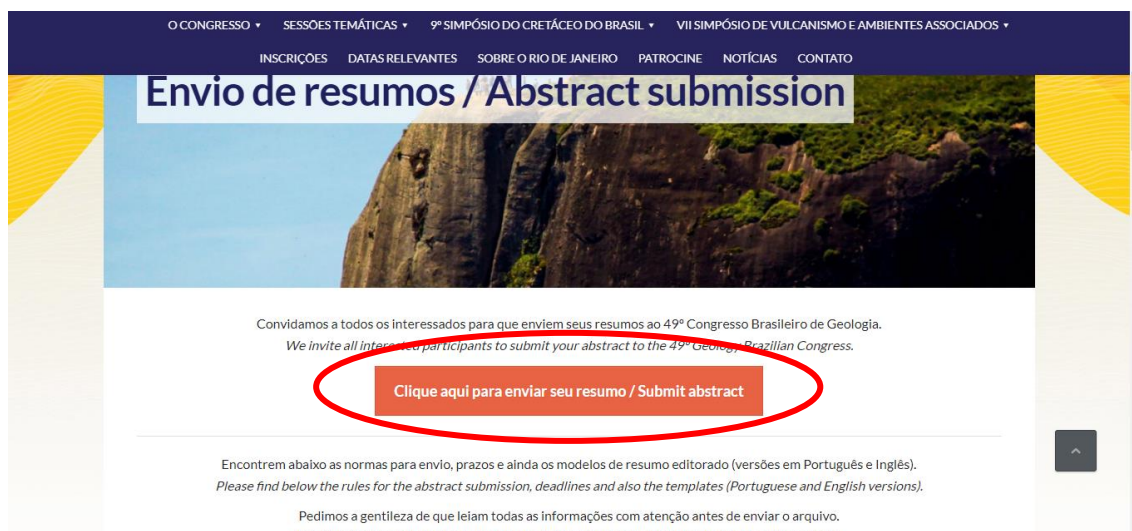 O CONGRESSO ▾ SESSÕES TEMÁTICAS ▾ 9º SIMPÓSIO DO CRETÁCEO DO BRASIL ▾ VII SIMPÓSIO DE VULCANISMO E AMBIENTES ASSOCIADOS ▾
INSCRIÇÕES DATAS RELEVANTES SOBRE O RIO DE JANEIRO PATROCINE NOTÍCIAS CONTATO
Envio de resumos / Abstract submission
Convidamos a todos os interessados para que enviem seus resumos ao 49º Congresso Brasileiro de Geologia.
We invite all interested participants to submit your abstract to the 49º Geology Brazilian Congress.
Clique aqui para enviar seu resumo / Submit abstract
Encontrem abaixo as normas para envio, prazos e ainda os modelos de resumo editorado (versões em Português e Inglês).
Please find below the rules for the abstract submission, deadlines and also the templates (Portuguese and English versions).
Pedimos a gentileza de que leiam todas as informações com atenção antes de enviar o arquivo.